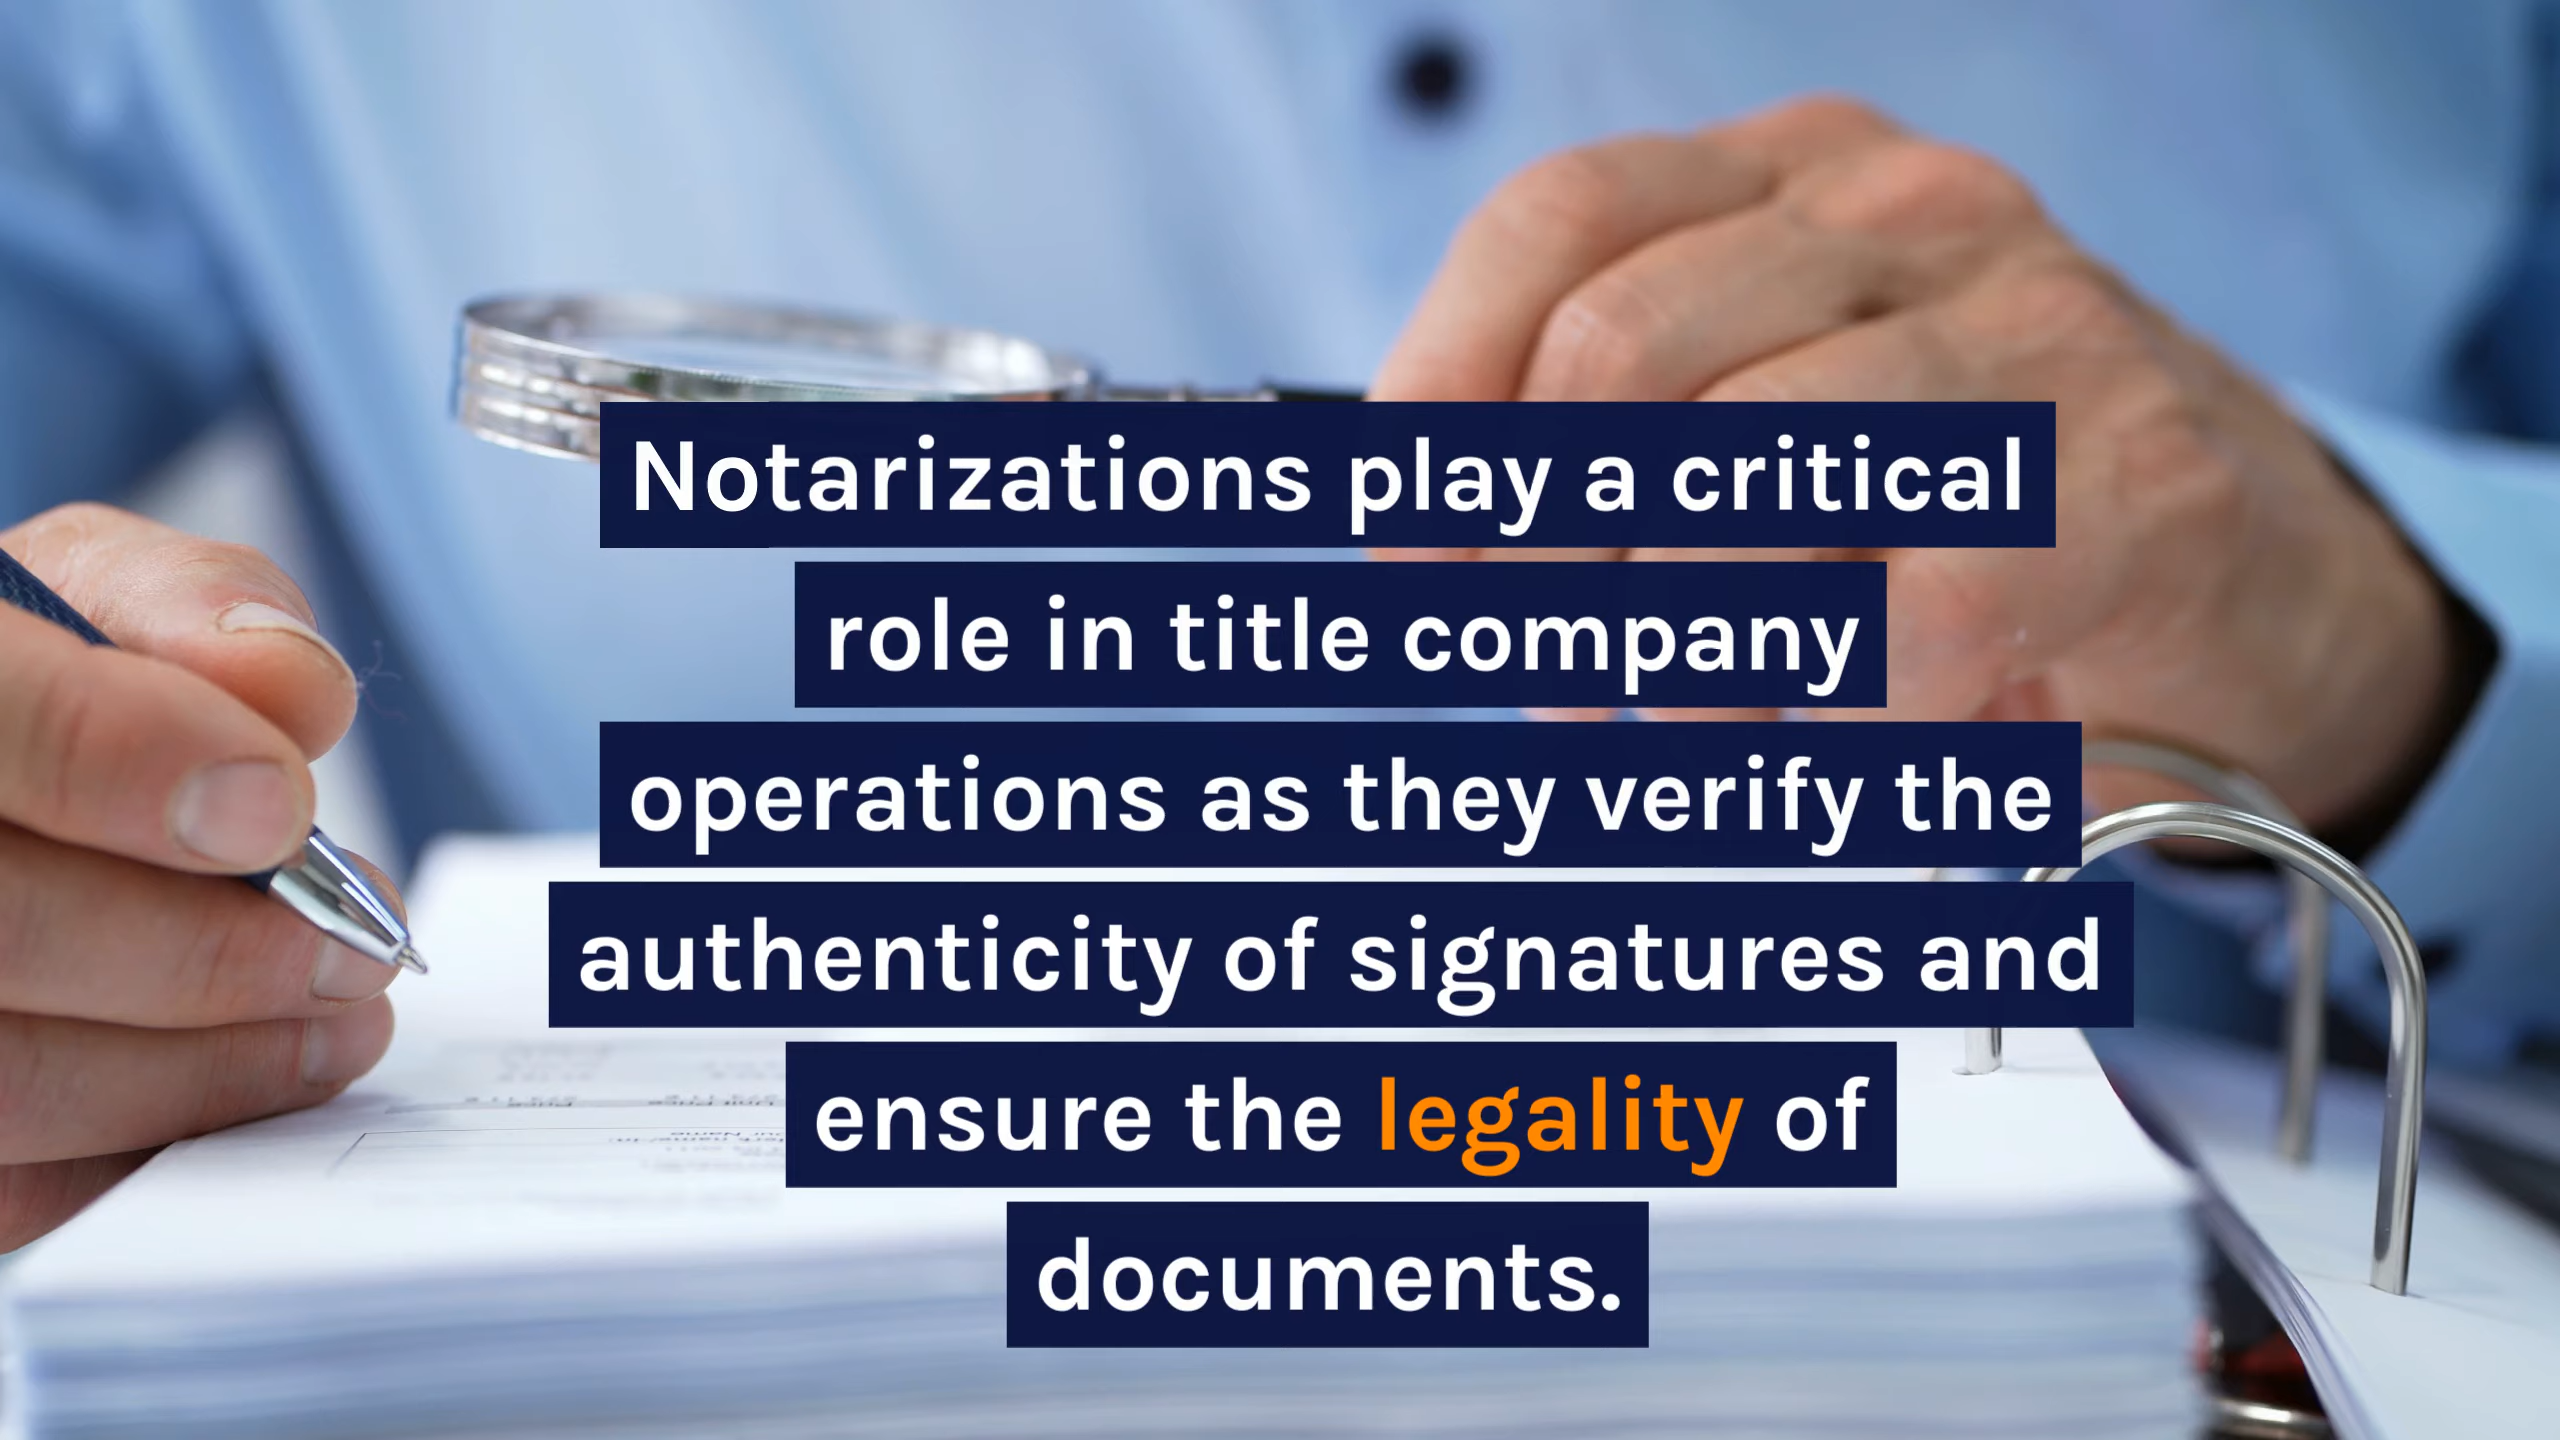 Notarizations play a critical
role in title company
operations as they verify the
authenticity of signatures and
ensure the legality of
documents.